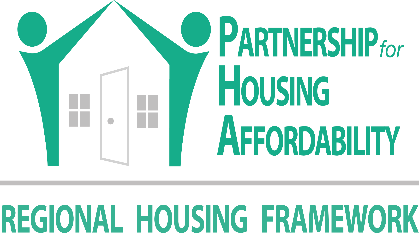 PARTNERSHIP for
HOUSING
AFFORDABILITY
REGIONAL HOUSING FRAMEWORK